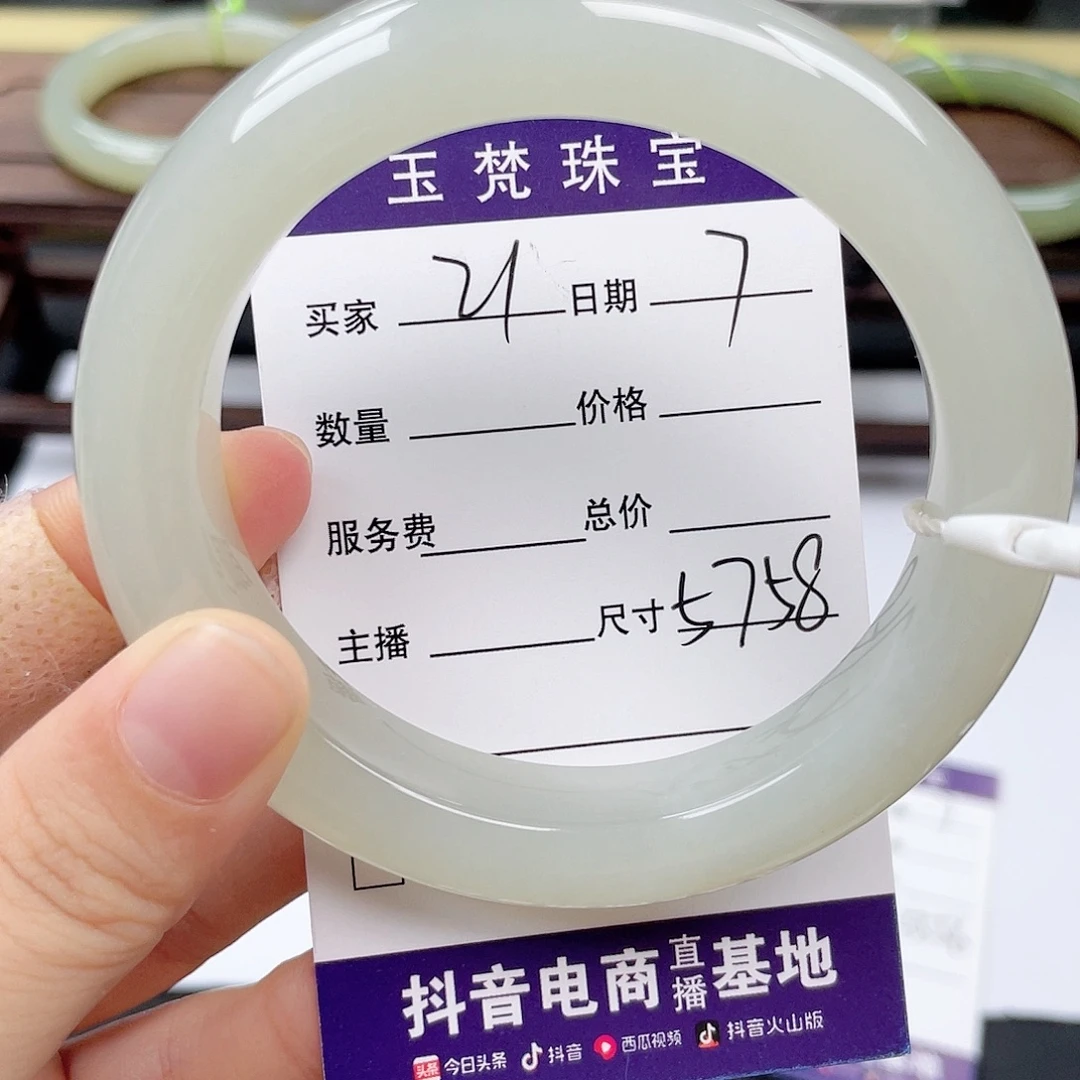 玉梵珠宝
买家 21 日期 7
数量 价格
服务费 总价
主播 尺寸 5758
抖音电商直播基地
头条 今日头条 抖音 西瓜视频 抖音火山版